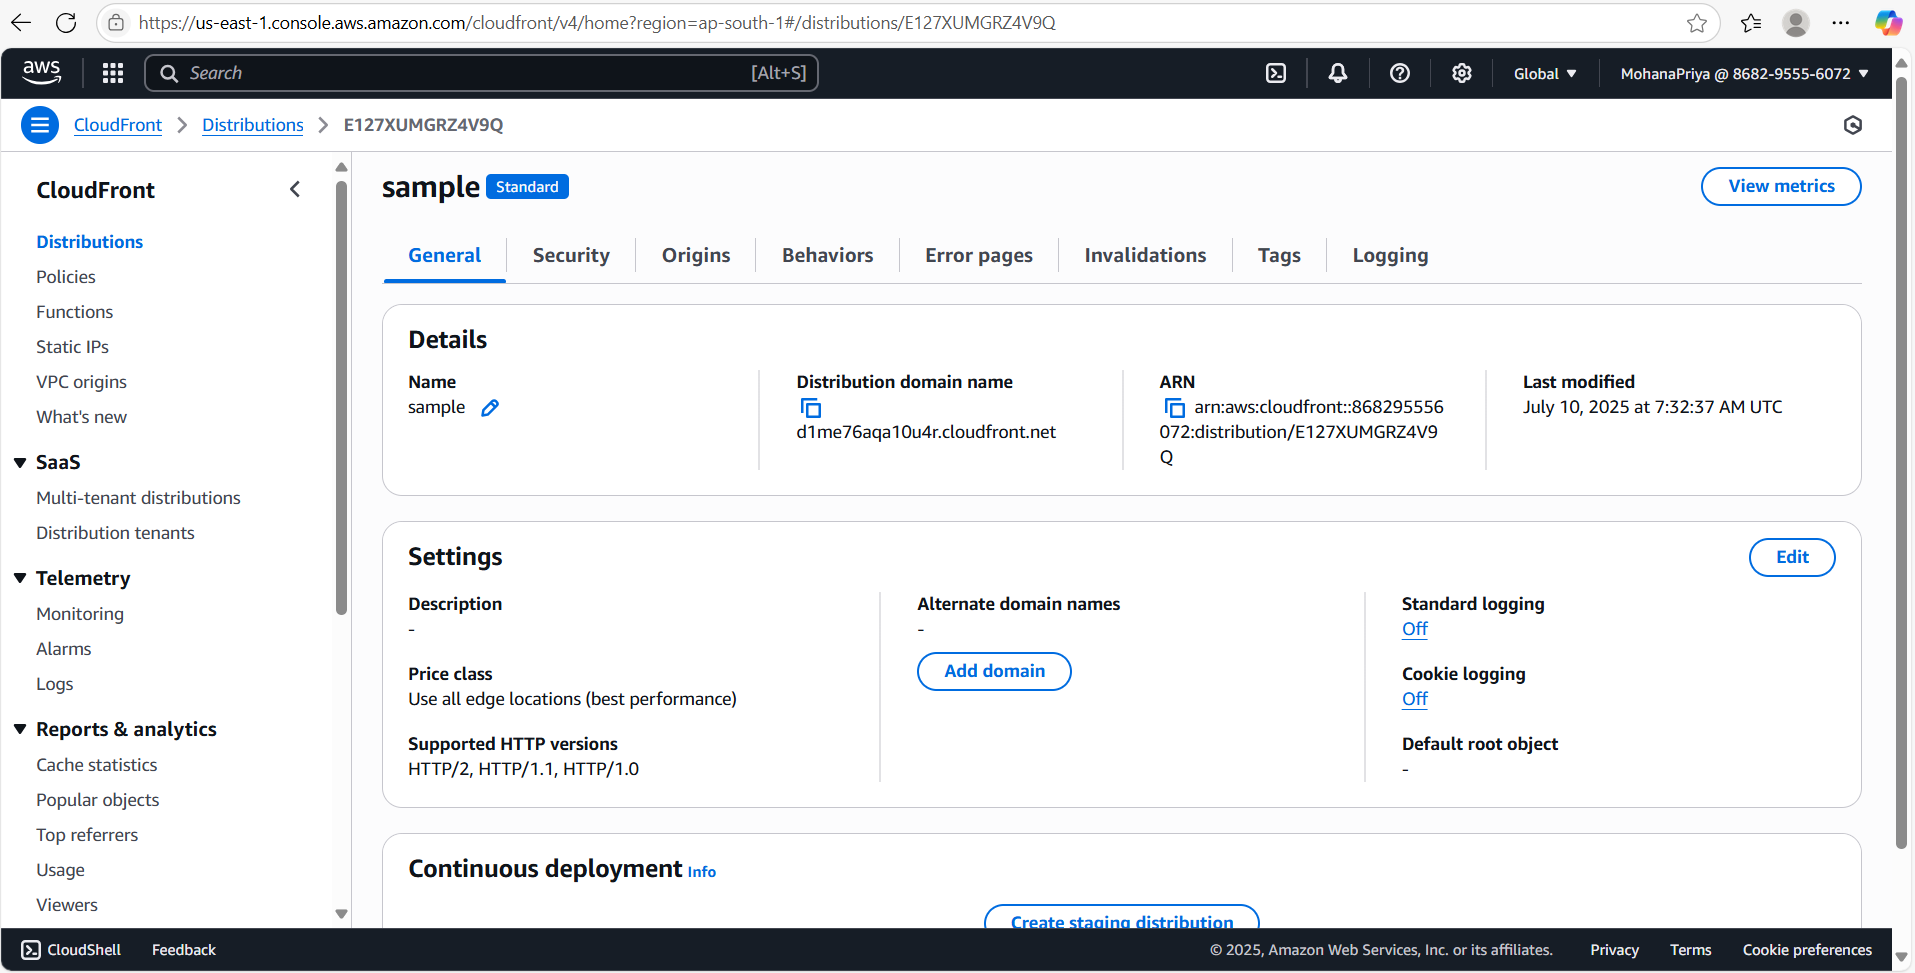 https://us-east-1.console.aws.amazon.com/cloudfront/v4/home?region=ap-south-1#/distributions/E127XUMGRZ4V9Q
aws
Search
[Alt+S]
Global
MohanaPriya @ 8682-9555-6072
CloudFront
Distributions
E127XUMGRZ4V9Q
CloudFront
Distributions
Policies
Functions
Static IPs
VPC origins
What's new
SaaS
Multi-tenant distributions
Distribution tenants
Telemetry
Monitoring
Alarms
Logs
Reports & analytics
Cache statistics
Popular objects
Top referrers
Usage
Viewers
sample
Standard
View metrics
General
Security
Origins
Behaviors
Error pages
Invalidations
Tags
Logging
Details
Name
sample
Distribution domain name
d1me76aqa10u4r.cloudfront.net
ARN
arn:aws:cloudfront::868295556
072:distribution/E127XUMGRZ4V9
Q
Last modified
July 10, 2025 at 7:32:37 AM UTC
Settings
Edit
Description
-
Price class
Use all edge locations (best performance)
Supported HTTP versions
HTTP/2, HTTP/1.1, HTTP/1.0
Alternate domain names
-
Add domain
Standard logging
Off
Cookie logging
Off
Default root object
-
Continuous deployment Info
Create staging distribution
CloudShell
Feedback
© 2025, Amazon Web Services, Inc. or its affiliates.
Privacy
Terms
Cookie preferences